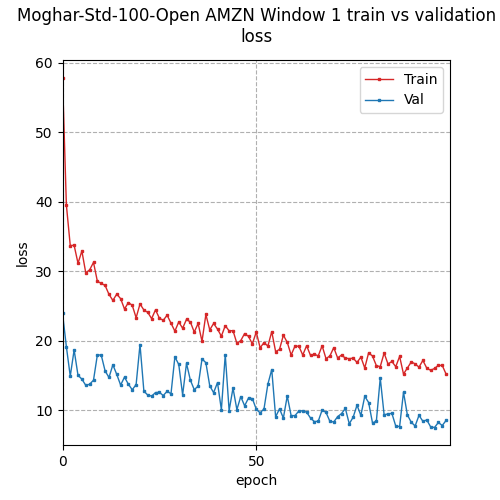 Moghar-Std-100-Open AMZN Window 1 train vs validation
loss
60
50
40
30
20
10
0
50
loss
epoch
Train
Val